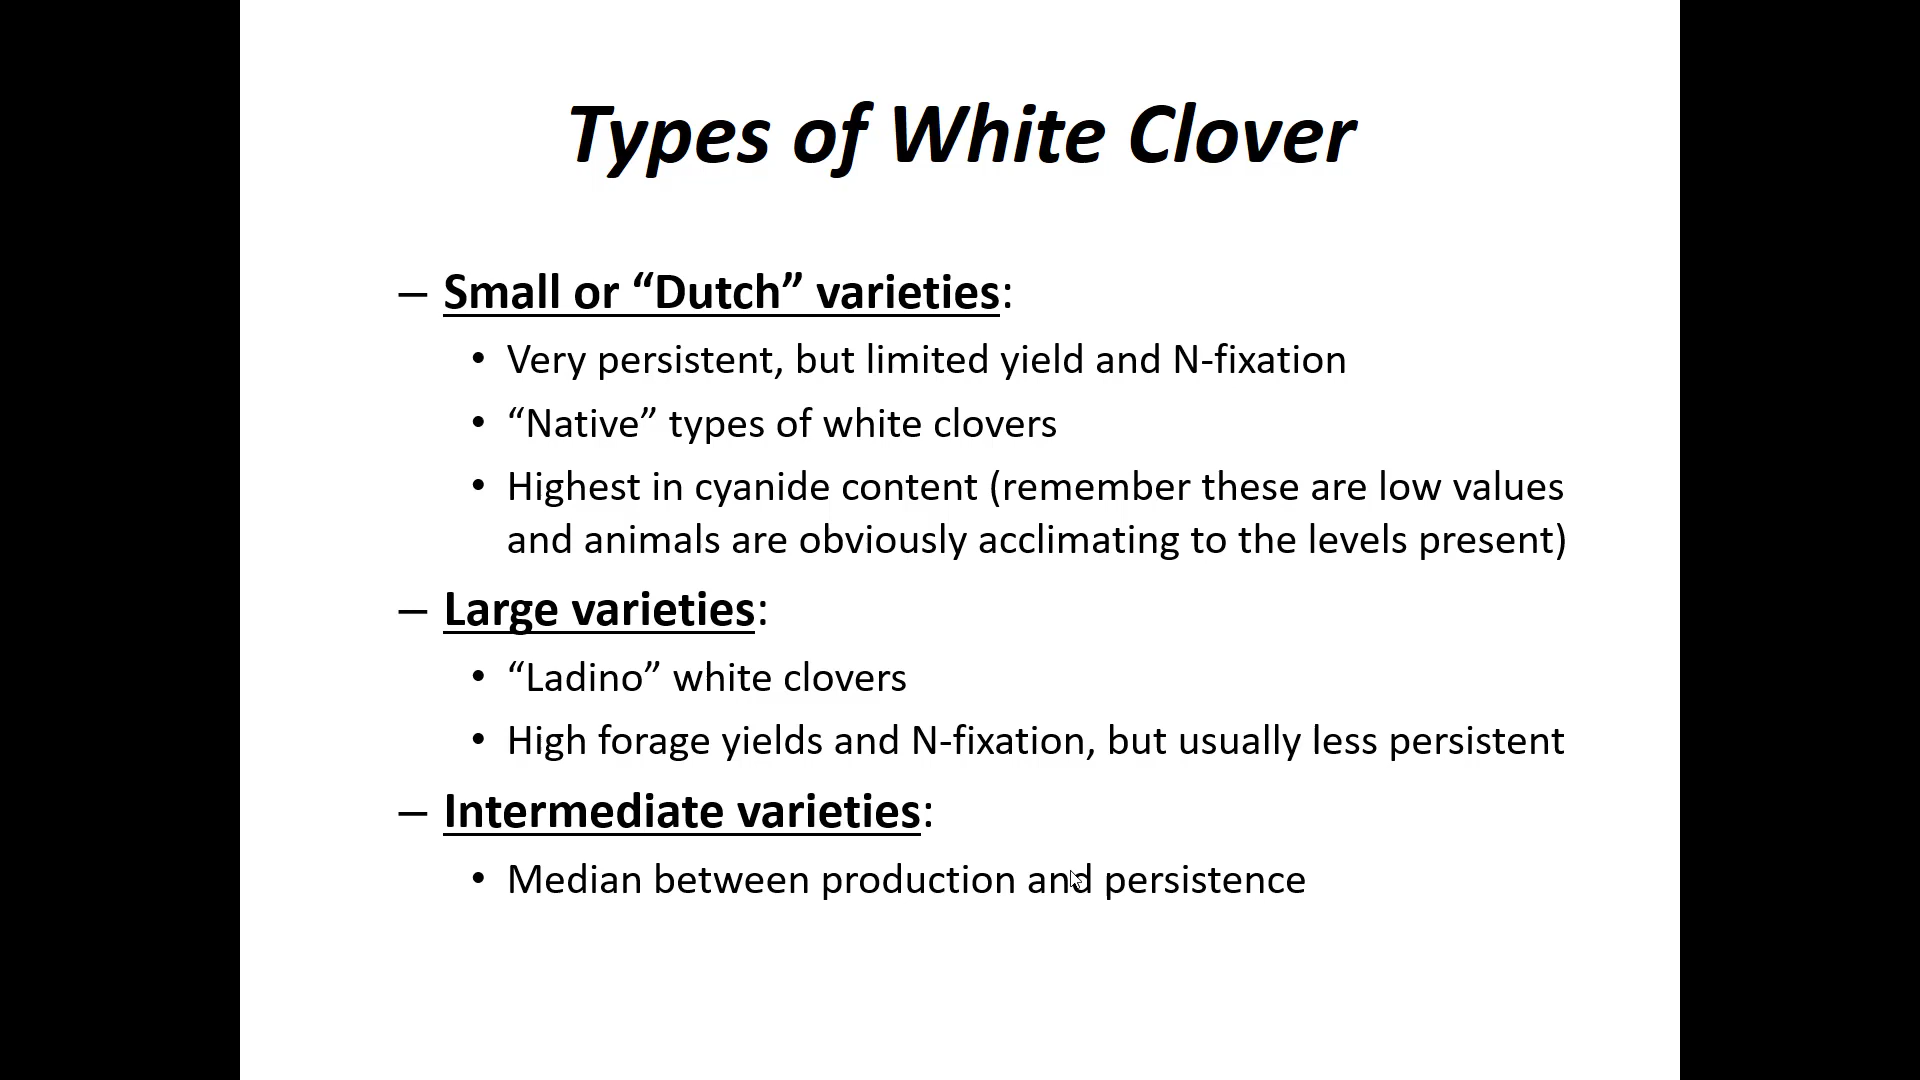 Types of White Clover
– Small or “Dutch” varieties:
• Very persistent, but limited yield and N-fixation
• “Native” types of white clovers
• Highest in cyanide content (remember these are low values
and animals are obviously acclimating to the levels present)
– Large varieties:
• “Ladino” white clovers
• High forage yields and N-fixation, but usually less persistent
– Intermediate varieties:
• Median between production and persistence